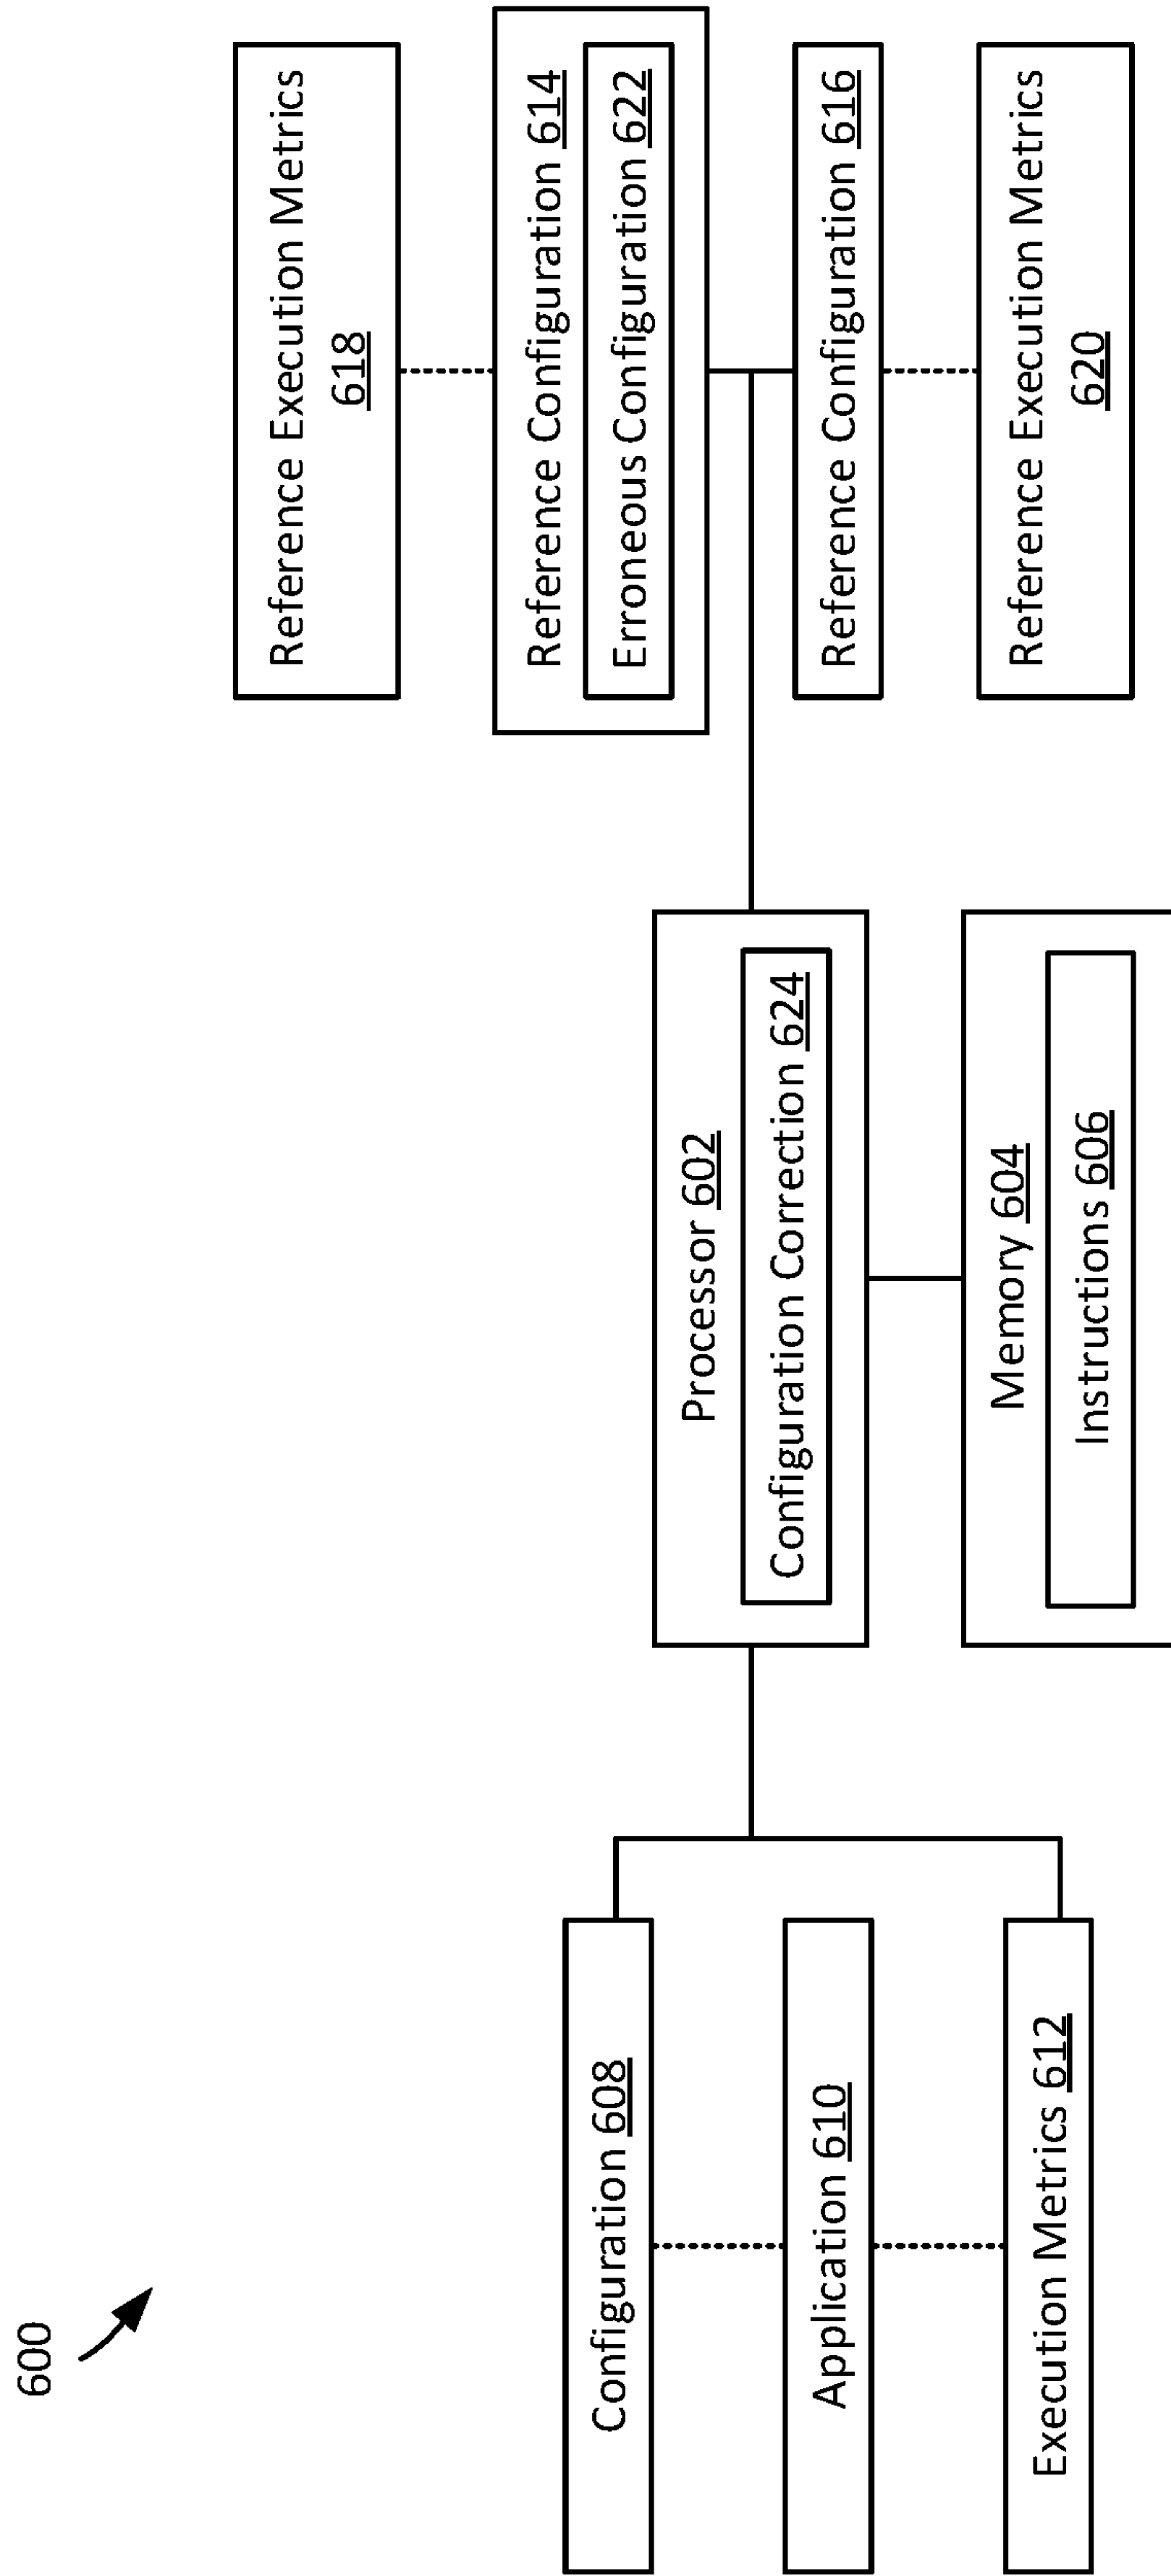 600
Configuration 608
Application 610
Execution Metrics 612
Processor 602
Configuration Correction 624
Memory 604
Instructions 606
Reference Execution Metrics
618
Reference Configuration 614
Erroneous Configuration 622
Reference Configuration 616
Reference Execution Metrics
620